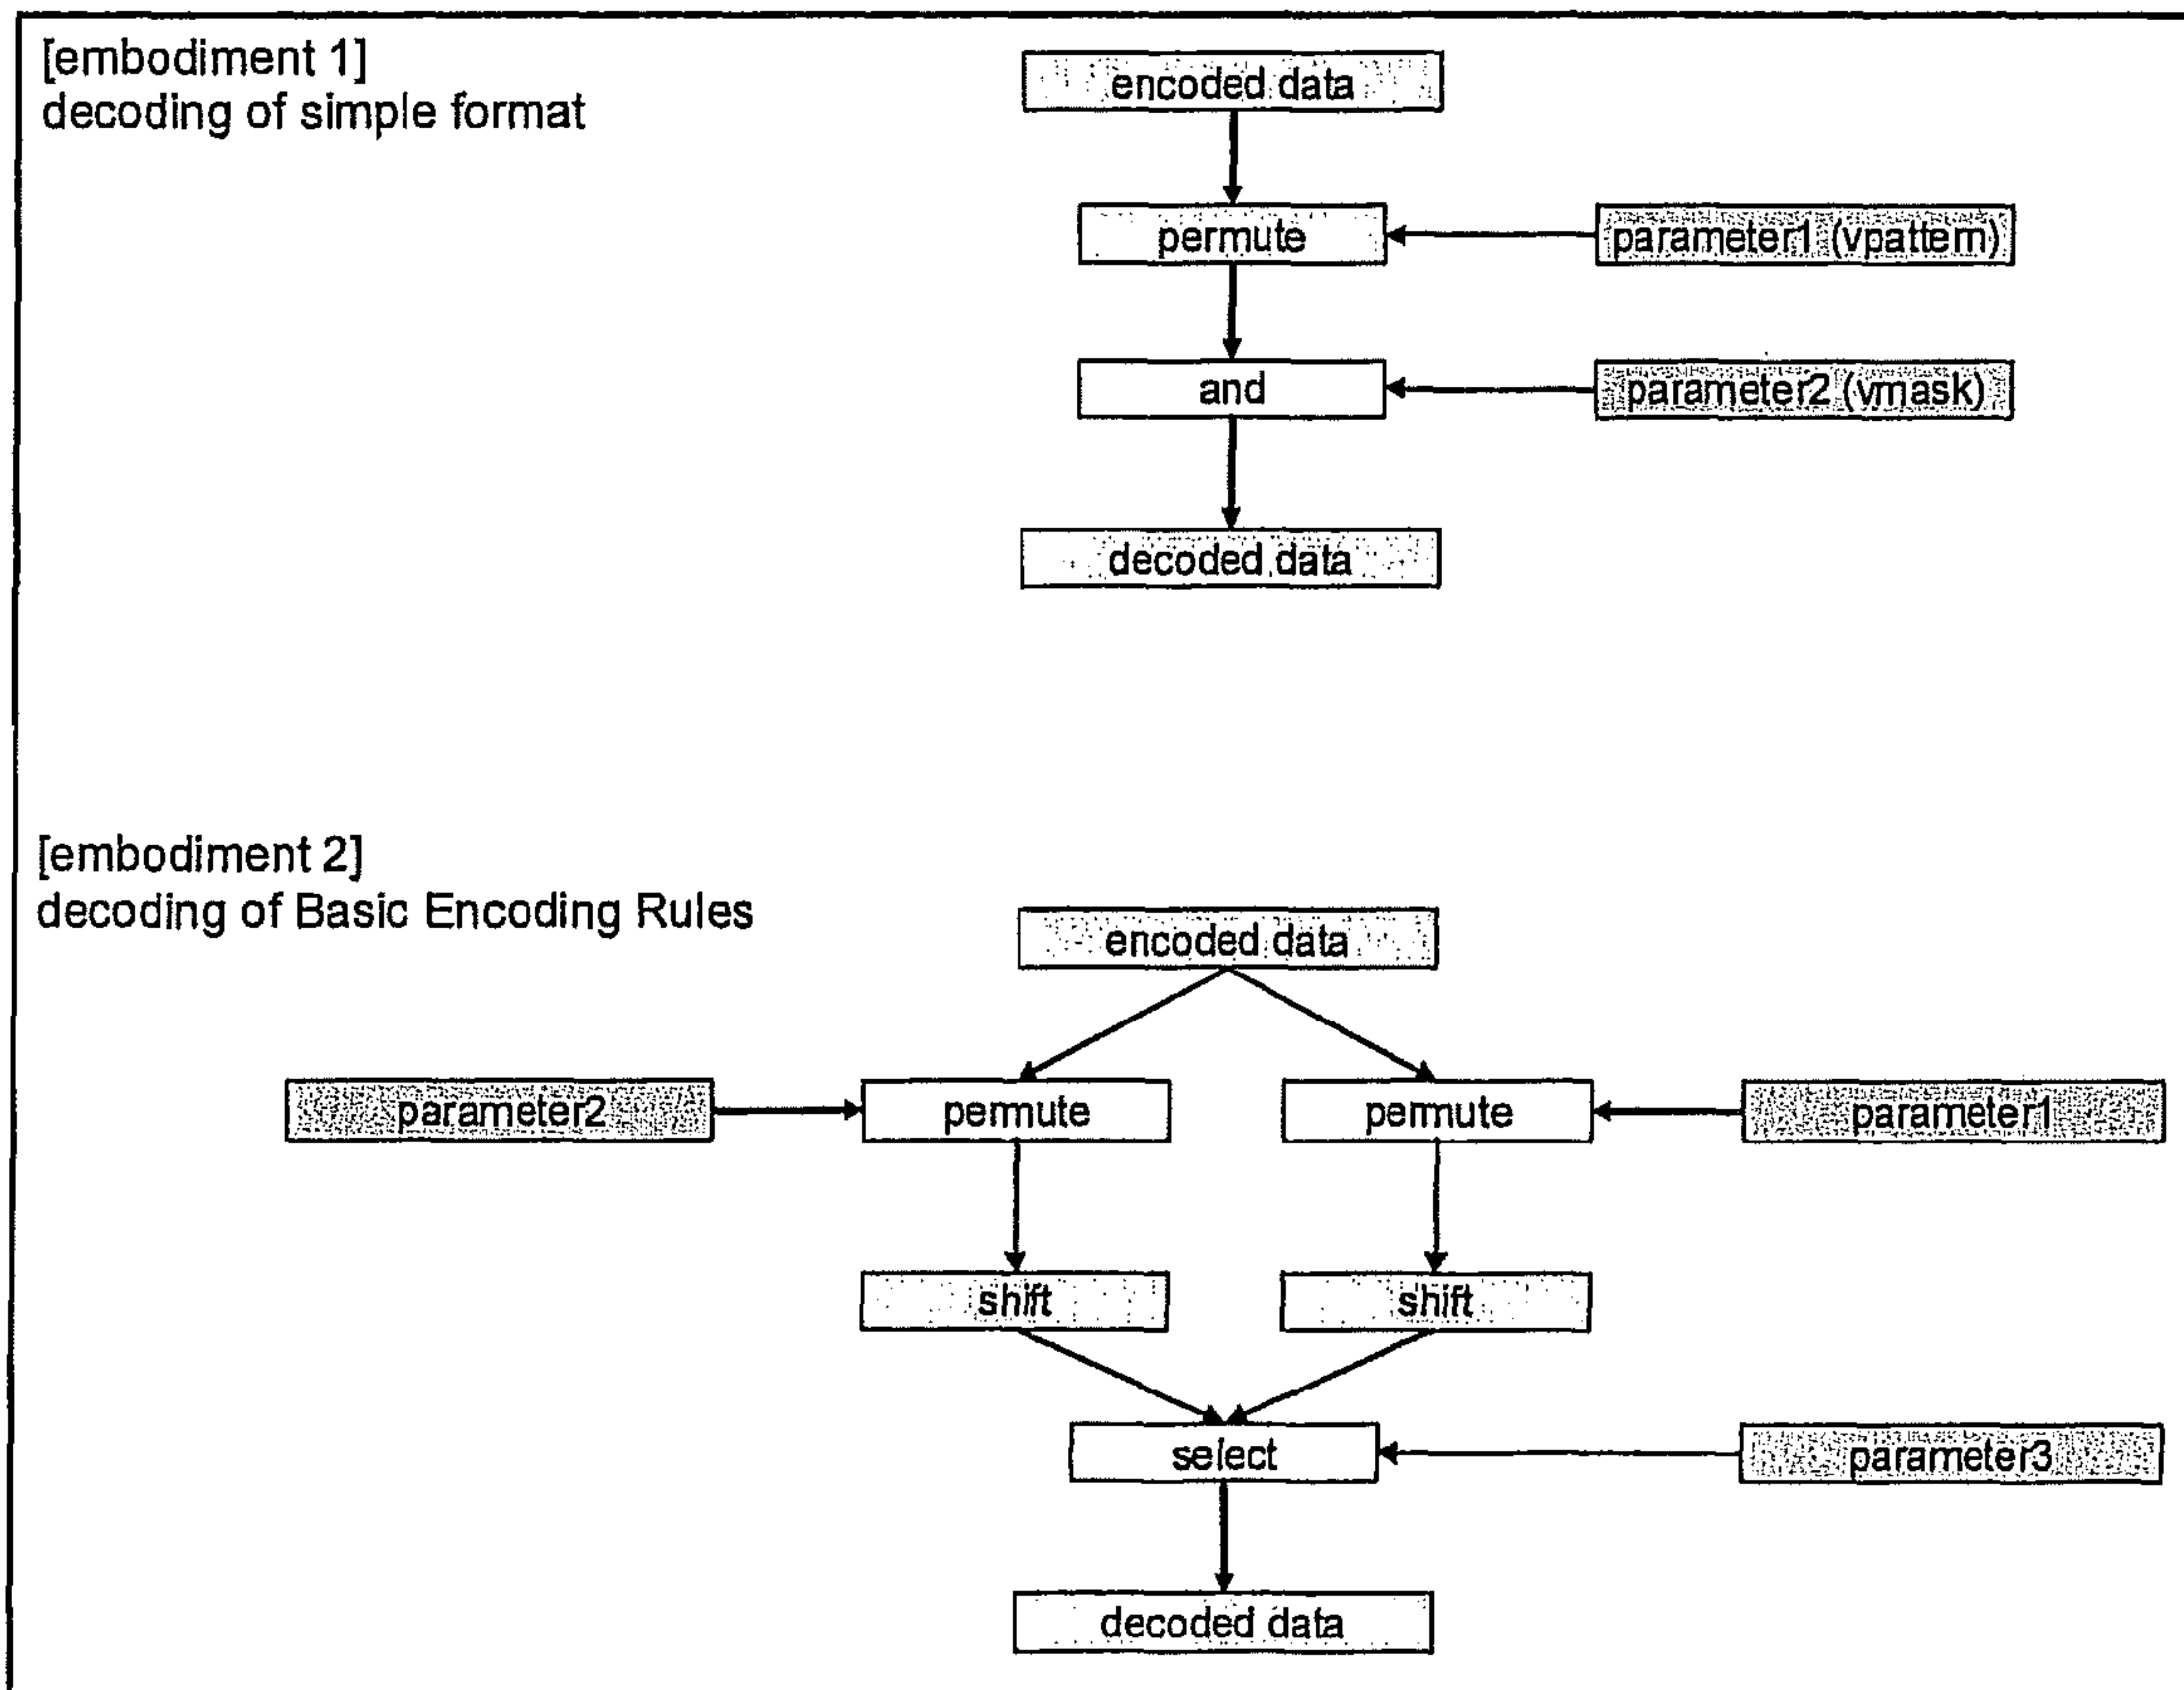 [embodiment 1]
decoding of simple format
encoded data
permute
parameter1 (vpattern)
and
parameter2 (vmask)
decoded data
[embodiment 2]
decoding of Basic Encoding Rules
encoded data
parameter2
permute
permute
parameter1
shift
shift
select
parameter3
decoded data